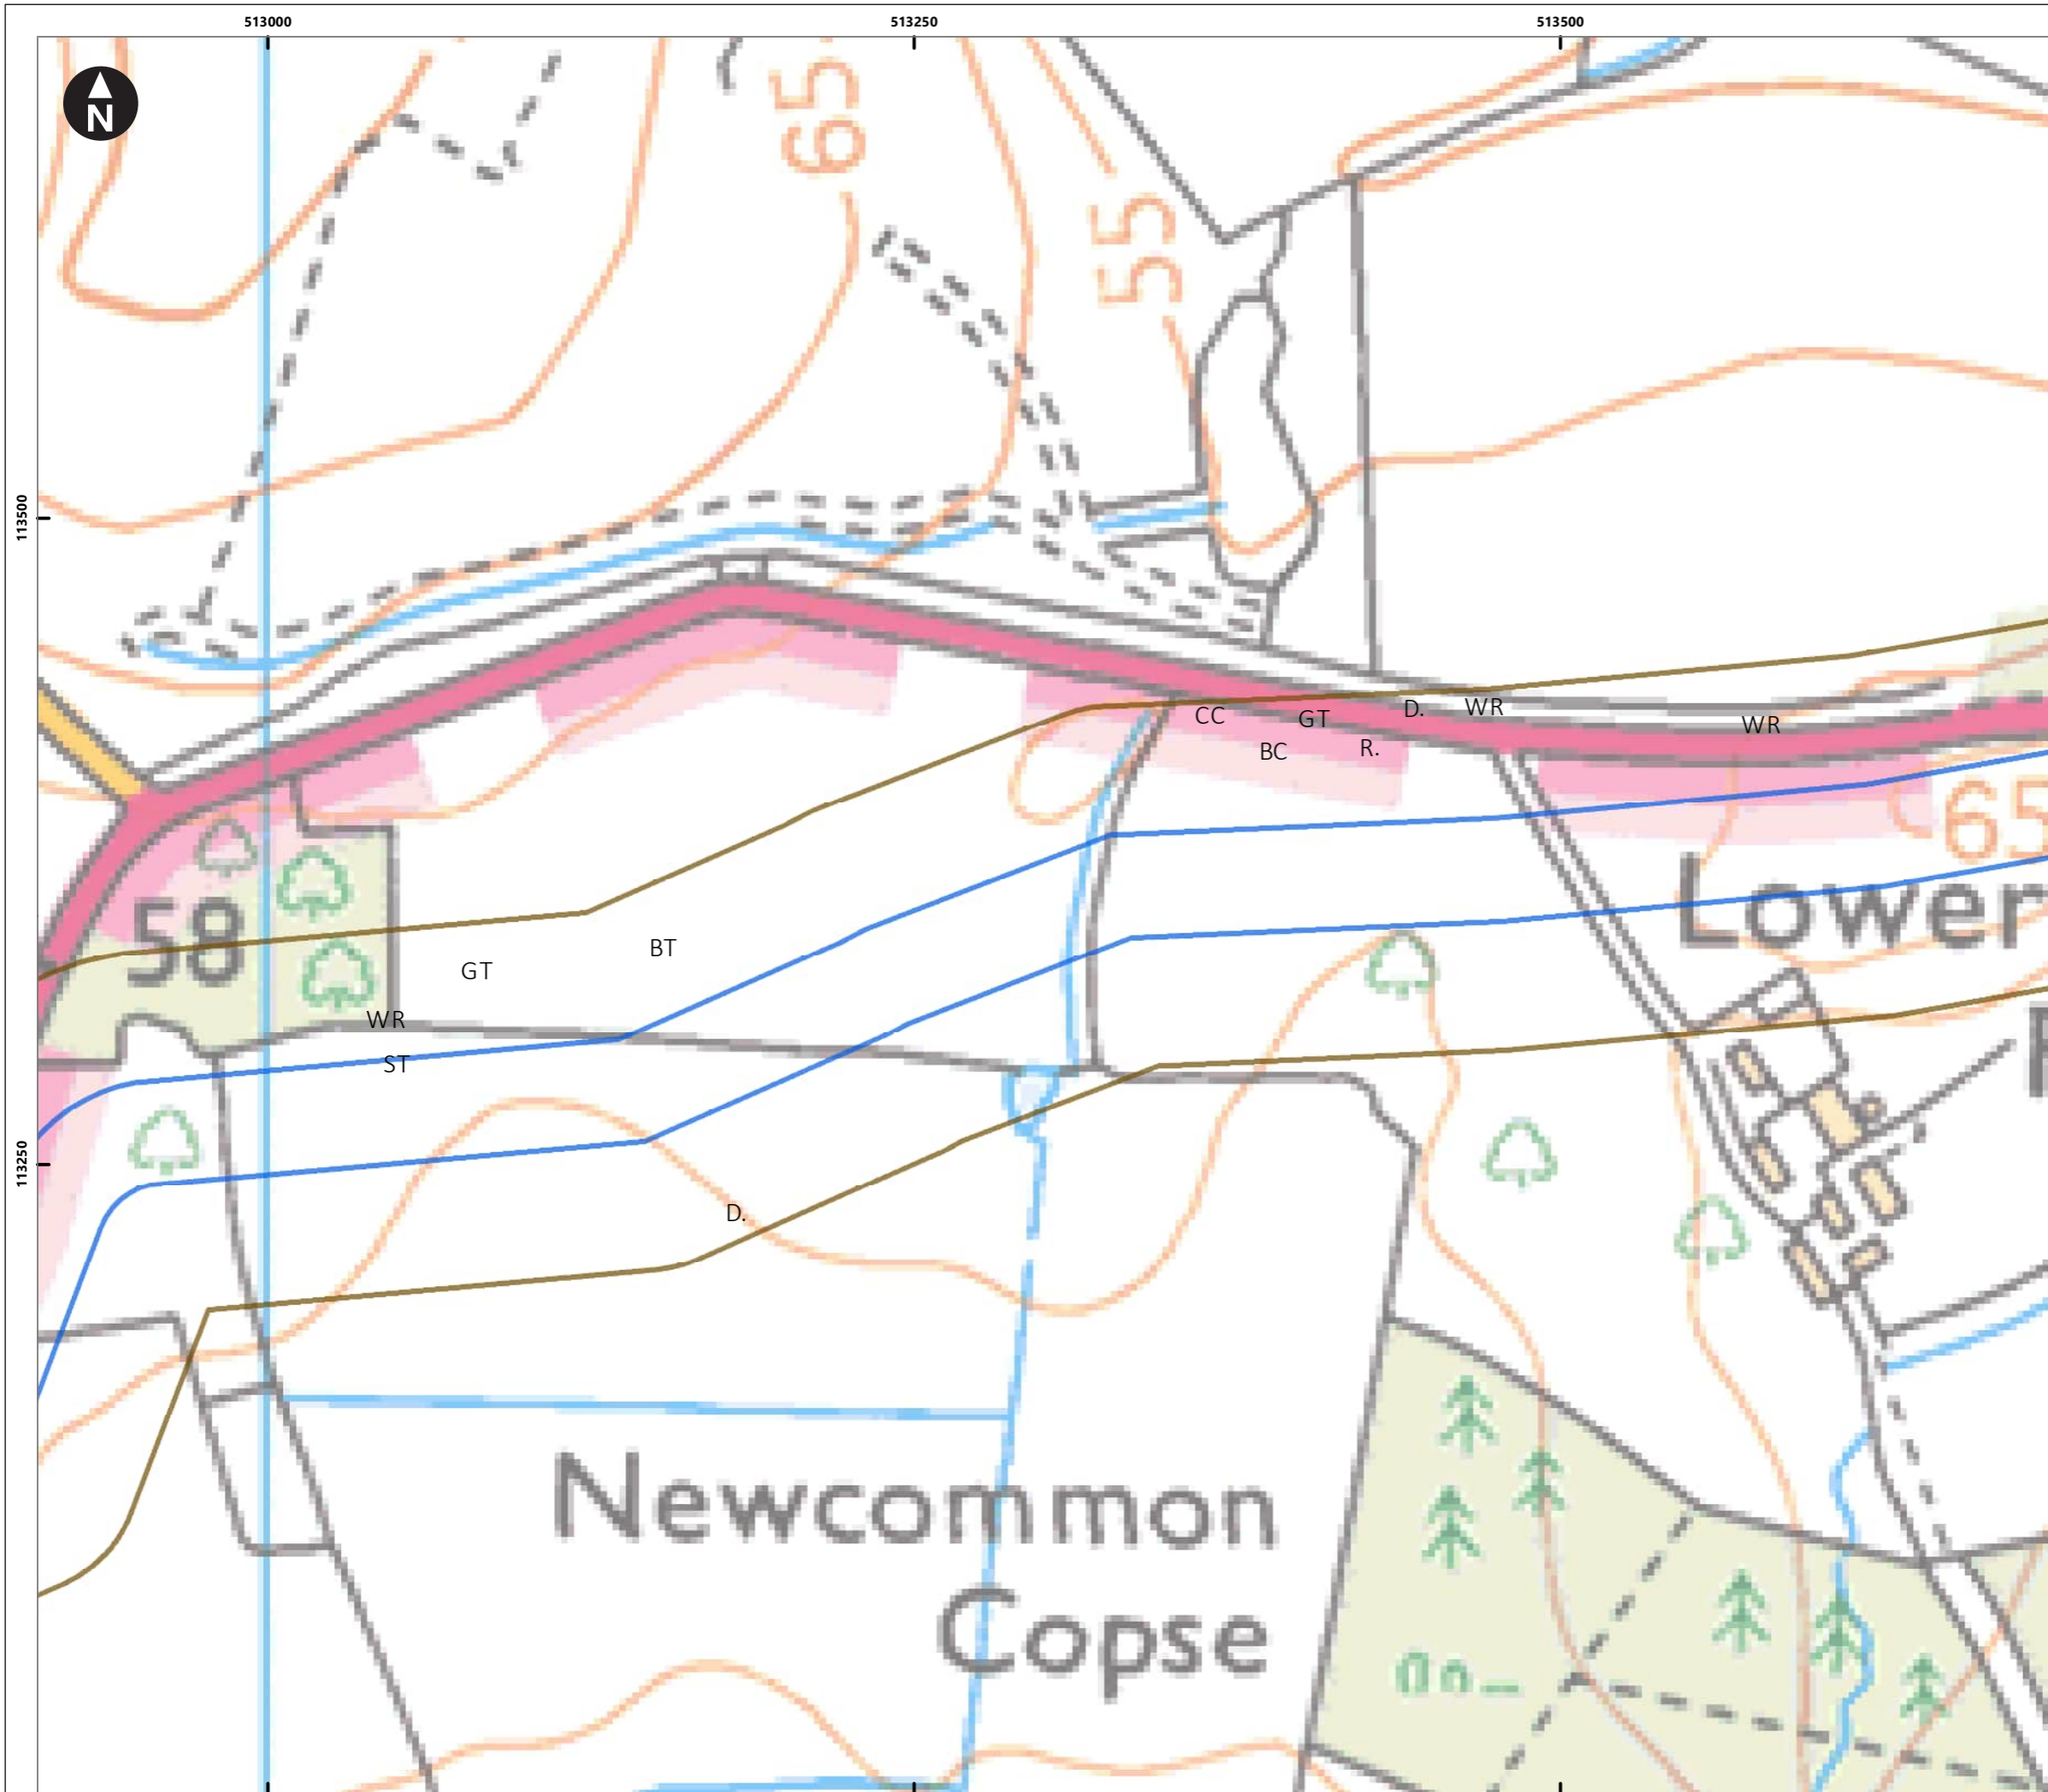 513000 513250 513500
N
65
55
113500
CC GT D. WR WR
BC R.
65
Lower
58
BT
GT
WR
ST
113250
D.
Newcommon
Copse